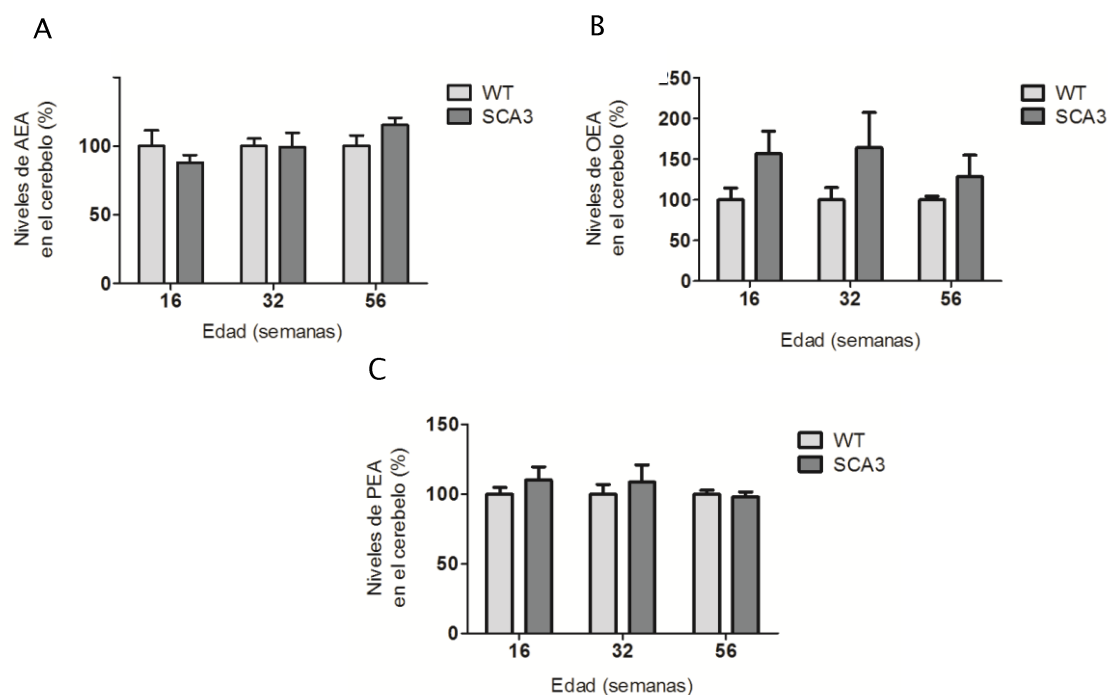 A
Niveles de AEA
en el cerebelo (%)
100
50
0
16 32 56
Edad (semanas)
WT
SCA3
B
Niveles de OEA
en el cerebelo (%)
250
200
150
100
50
0
16 32 56
Edad (semanas)
WT
SCA3
C
Niveles de PEA
en el cerebelo (%)
150
100
50
0
16 32 56
Edad (semanas)
WT
SCA3